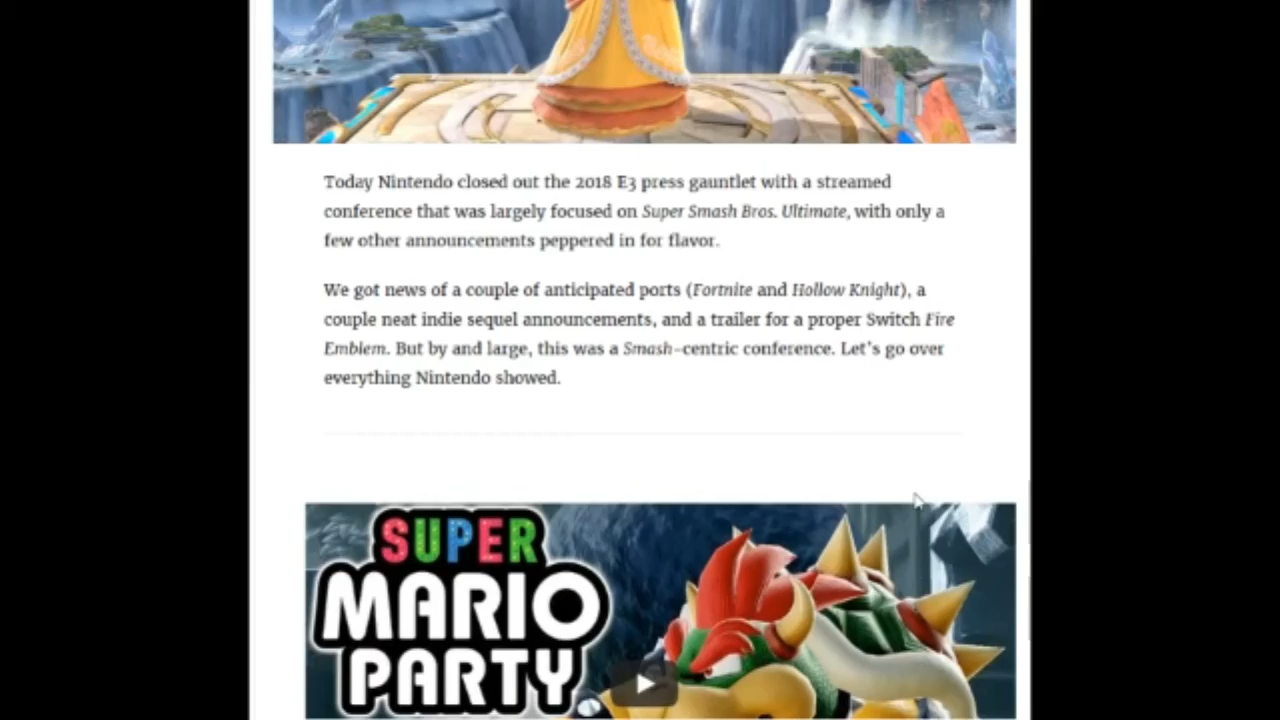 Today Nintendo closed out the 2018 E3 press gauntlet with a streamed
conference that was largely focused on Super Smash Bros. Ultimate, with only a
few other announcements peppered in for flavor.
We got news of a couple of anticipated ports (Fortnite and Hollow Knight), a
couple neat indie sequel announcements, and a trailer for a proper Switch Fire
Emblem. But by and large, this was a Smash-centric conference. Let's go over
everything Nintendo showed.
SUPER
MARIO
PARTY